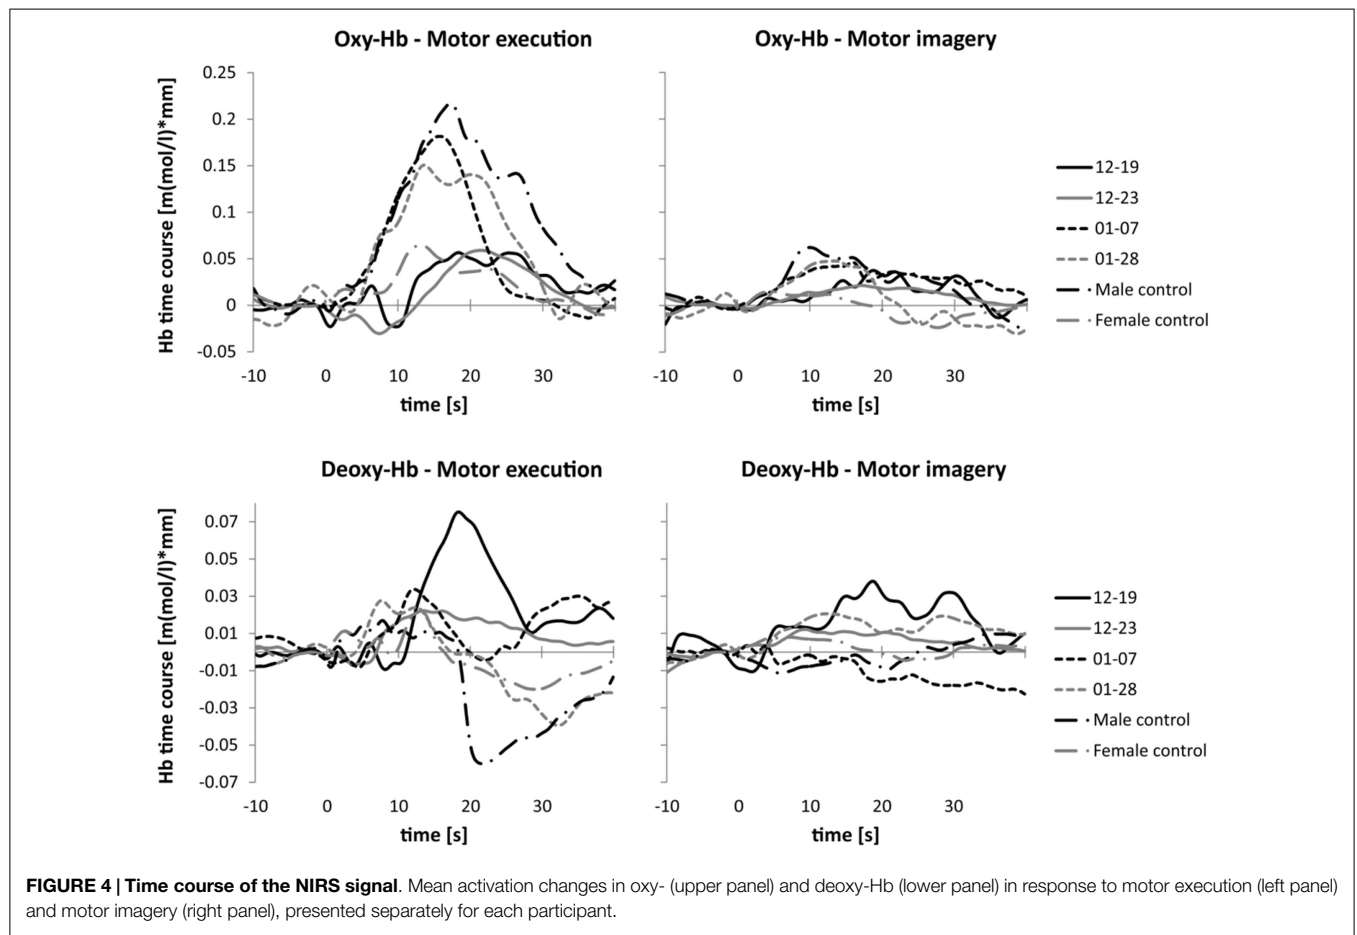 Oxy-Hb - Motor execution
Hb time course [m(mol/l)*mm]
0.25
0.2
0.15
0.1
0.05
0
-0.05
-10 0 10 20 30
time [s]
Oxy-Hb - Motor imagery
-10 0 10 20 30
time [s]
12-19
12-23
01-07
01-28
Male control
Female control
Deoxy-Hb - Motor execution
Hb time course [m(mol/l)*mm]
0.07
0.05
0.03
0.01
-0.01
-0.03
-0.05
-0.07
-10 0 10 20 30
time [s]
Deoxy-Hb - Motor imagery
-10 0 10 20 30
time [s]
12-19
12-23
01-07
01-28
Male control
Female control
FIGURE 4 | Time course of the NIRS signal. Mean activation changes in oxy- (upper panel) and deoxy-Hb (lower panel) in response to motor execution (left panel)
and motor imagery (right panel), presented separately for each participant.